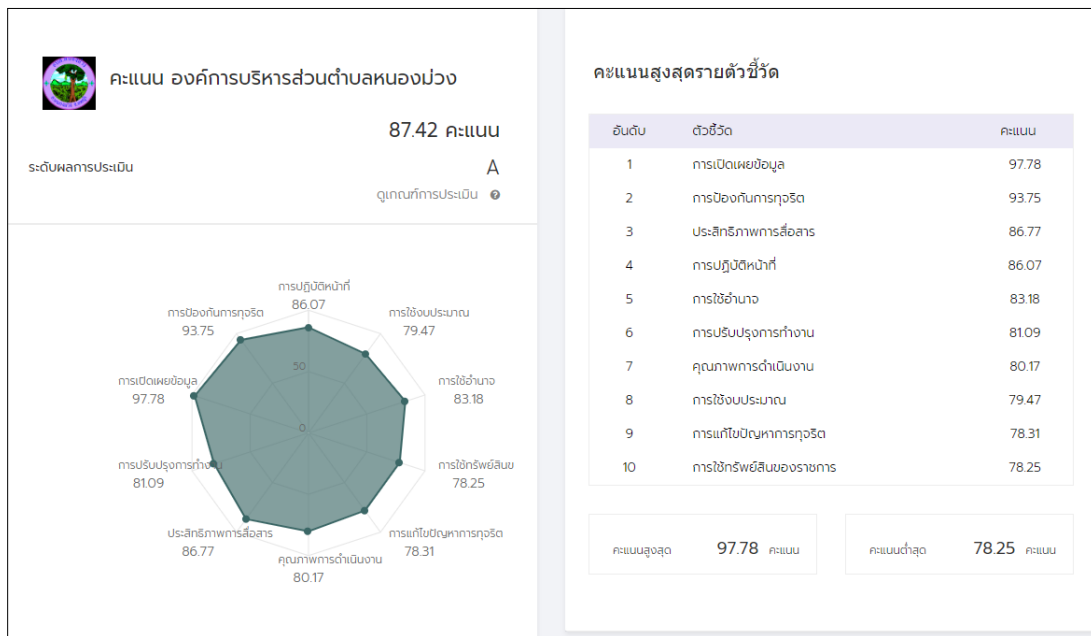 คะแนน องค์การบริหารส่วนตำบลหนองม่วง
87.42 คะแนน
ระดับผลการประเมิน
A
ดูเกณฑ์การประเมิน
การปฏิบัติหน้าที่
86.07
การป้องกันการทุจริต
93.75
การใช้งบประมาณ
79.47
50
การเปิดเผยข้อมูล
97.78
การใช้อำนาจ
83.18
0
การปรับปรุงการทำงาน
81.09
การใช้ทรัพย์สินข
78.25
ประสิทธิภาพการสื่อสาร
86.77
การแก้ไขปัญหาการทุจริต
78.31
คุณภาพการดำเนินงาน
80.17
คะแนนสูงสุดรายตัวชี้วัด
อันดับ ตัวชี้วัด คะแนน
1 การเปิดเผยข้อมูล 97.78
2 การป้องกันการทุจริต 93.75
3 ประสิทธิภาพการสื่อสาร 86.77
4 การปฏิบัติหน้าที่ 86.07
5 การใช้อำนาจ 83.18
6 การปรับปรุงการทำงาน 81.09
7 คุณภาพการดำเนินงาน 80.17
8 การใช้งบประมาณ 79.47
9 การแก้ไขปัญหาการทุจริต 78.31
10 การใช้ทรัพย์สินของราชการ 78.25
คะแนนสูงสุด 97.78 คะแนน
คะแนนต่ำสุด 78.25 คะแนน